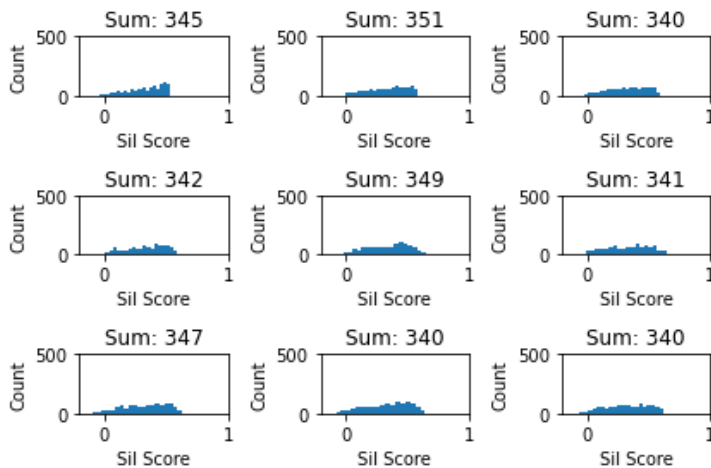 Sum: 345
Sum: 351
Sum: 340
500
500
500
Count
Count
Count
0
0
0
0
1
0
1
0
1
Sil Score
Sil Score
Sil Score
Sum: 342
Sum: 349
Sum: 341
500
500
500
Count
Count
Count
0
0
0
0
1
0
1
0
1
Sil Score
Sil Score
Sil Score
Sum: 347
Sum: 340
Sum: 340
500
500
500
Count
Count
Count
0
0
0
0
1
0
1
0
1
Sil Score
Sil Score
Sil Score